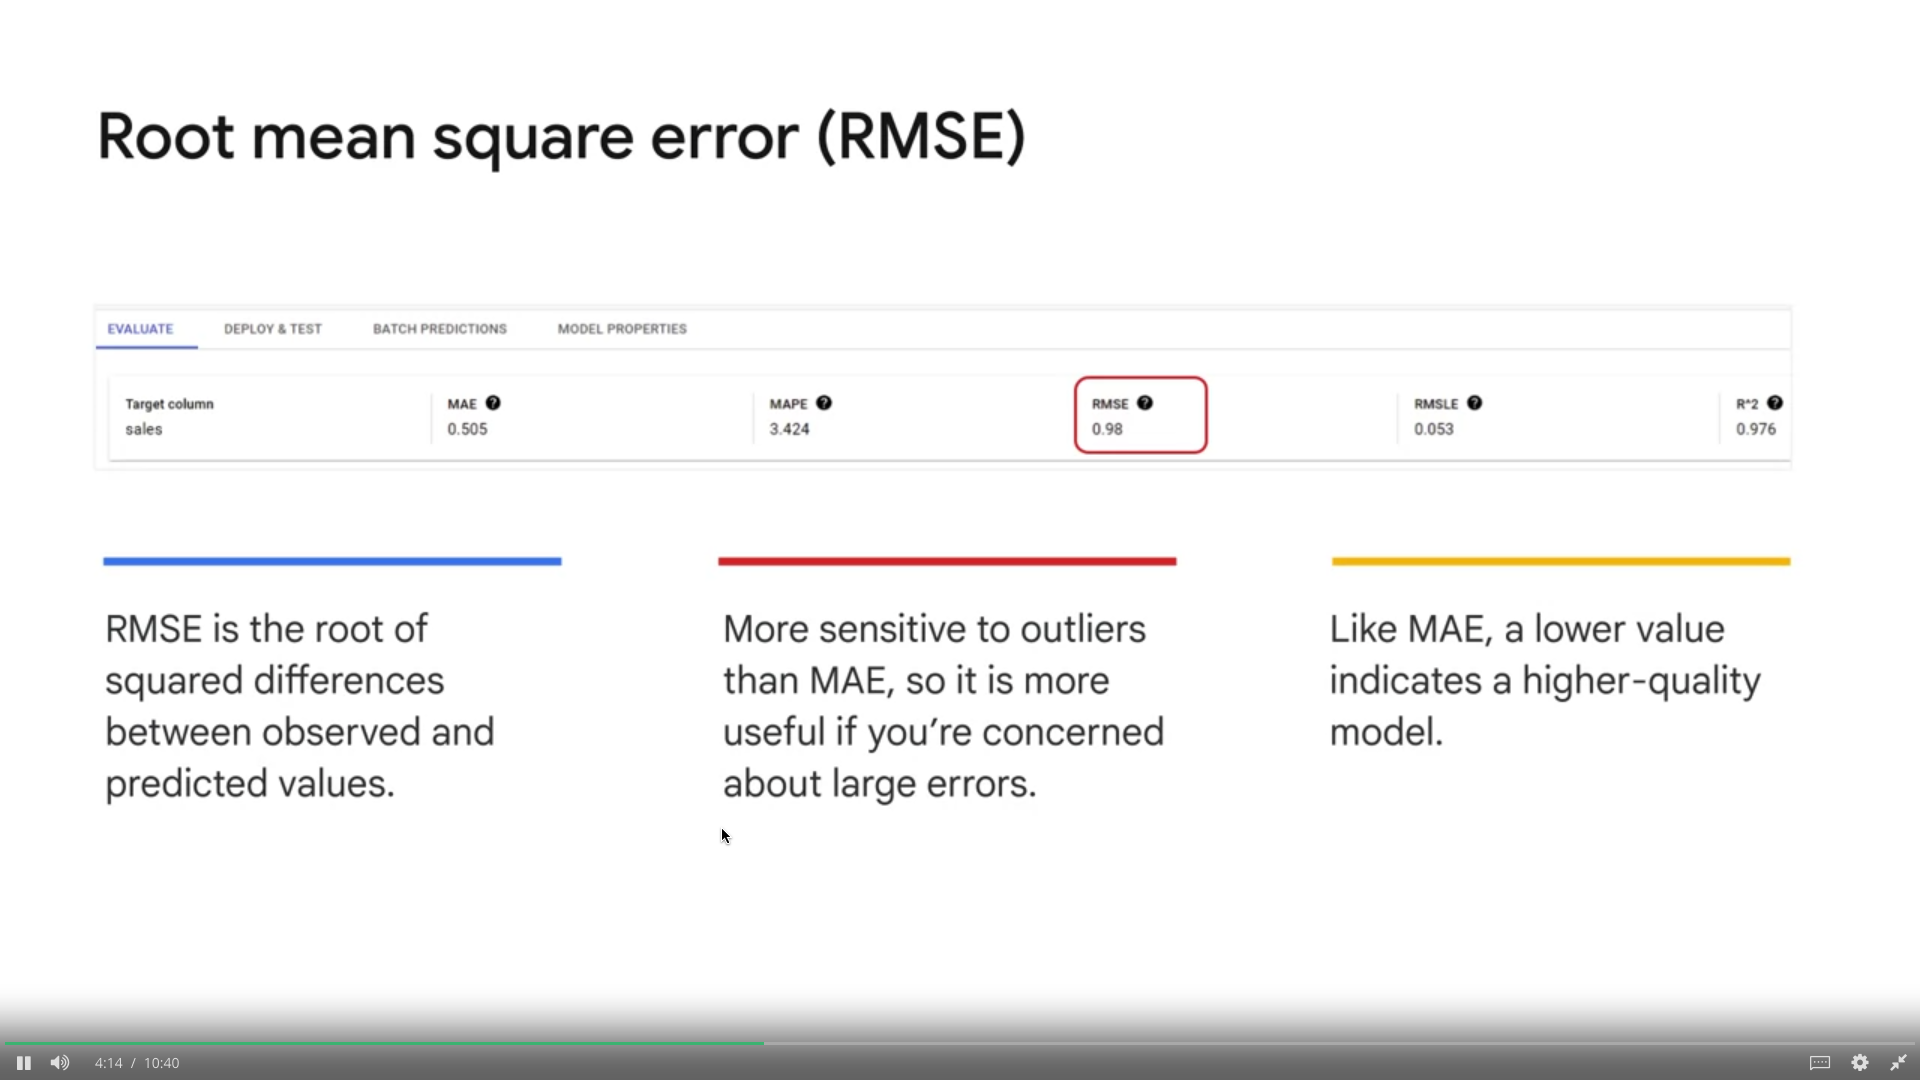 Root mean square error (RMSE)
EVALUATE DEPLOY & TEST BATCH PREDICTIONS MODEL PROPERTIES
Target column MAE MAPE RMSE RMSLE R^2
sales 0.505 3.424 0.98 0.053 0.976
RMSE is the root of
squared differences
between observed and
predicted values.
More sensitive to outliers
than MAE, so it is more
useful if you’re concerned
about large errors.
Like MAE, a lower value
indicates a higher-quality
model.
4:14 / 10:40